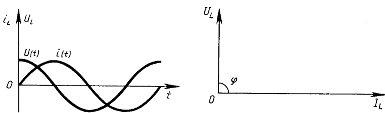 i_L U_L
U(t) i(t)
0
t
U_L
φ
0
I_L